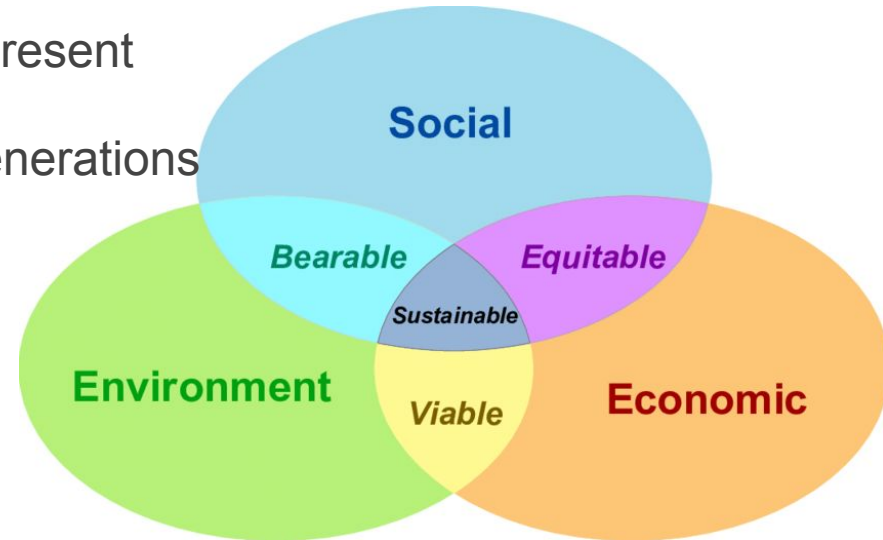 resent
enerations
Social
Bearable
Equitable
Sustainable
Environment
Viable
Economic